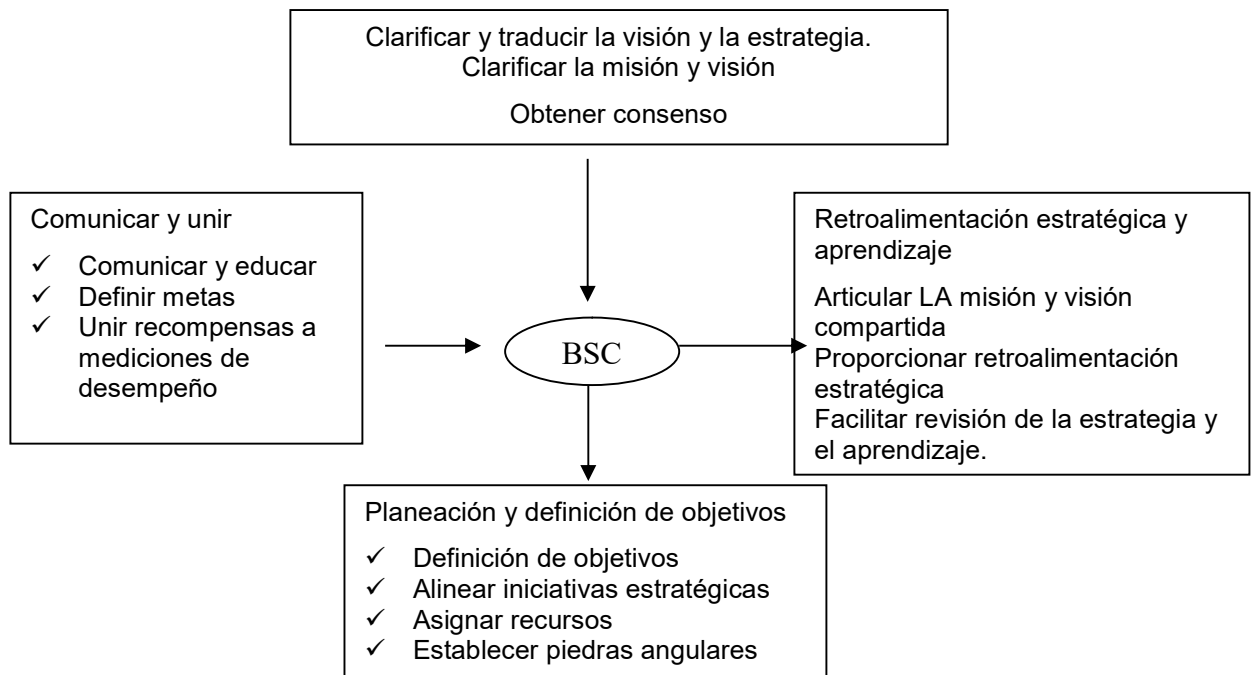 Clarificar y traducir la visión y la estrategia.
Clarificar la misión y visión
Obtener consenso
Comunicar y unir
✓ Comunicar y educar
✓ Definir metas
✓ Unir recompensas a
mediciones de
desempeño
BSC
Retroalimentación estratégica y
aprendizaje
Articular LA misión y visión
compartida
Proporcionar retroalimentación
estratégica
Facilitar revisión de la estrategia y
el aprendizaje.
Planeación y definición de objetivos
✓ Definición de objetivos
✓ Alinear iniciativas estratégicas
✓ Asignar recursos
✓ Establecer piedras angulares